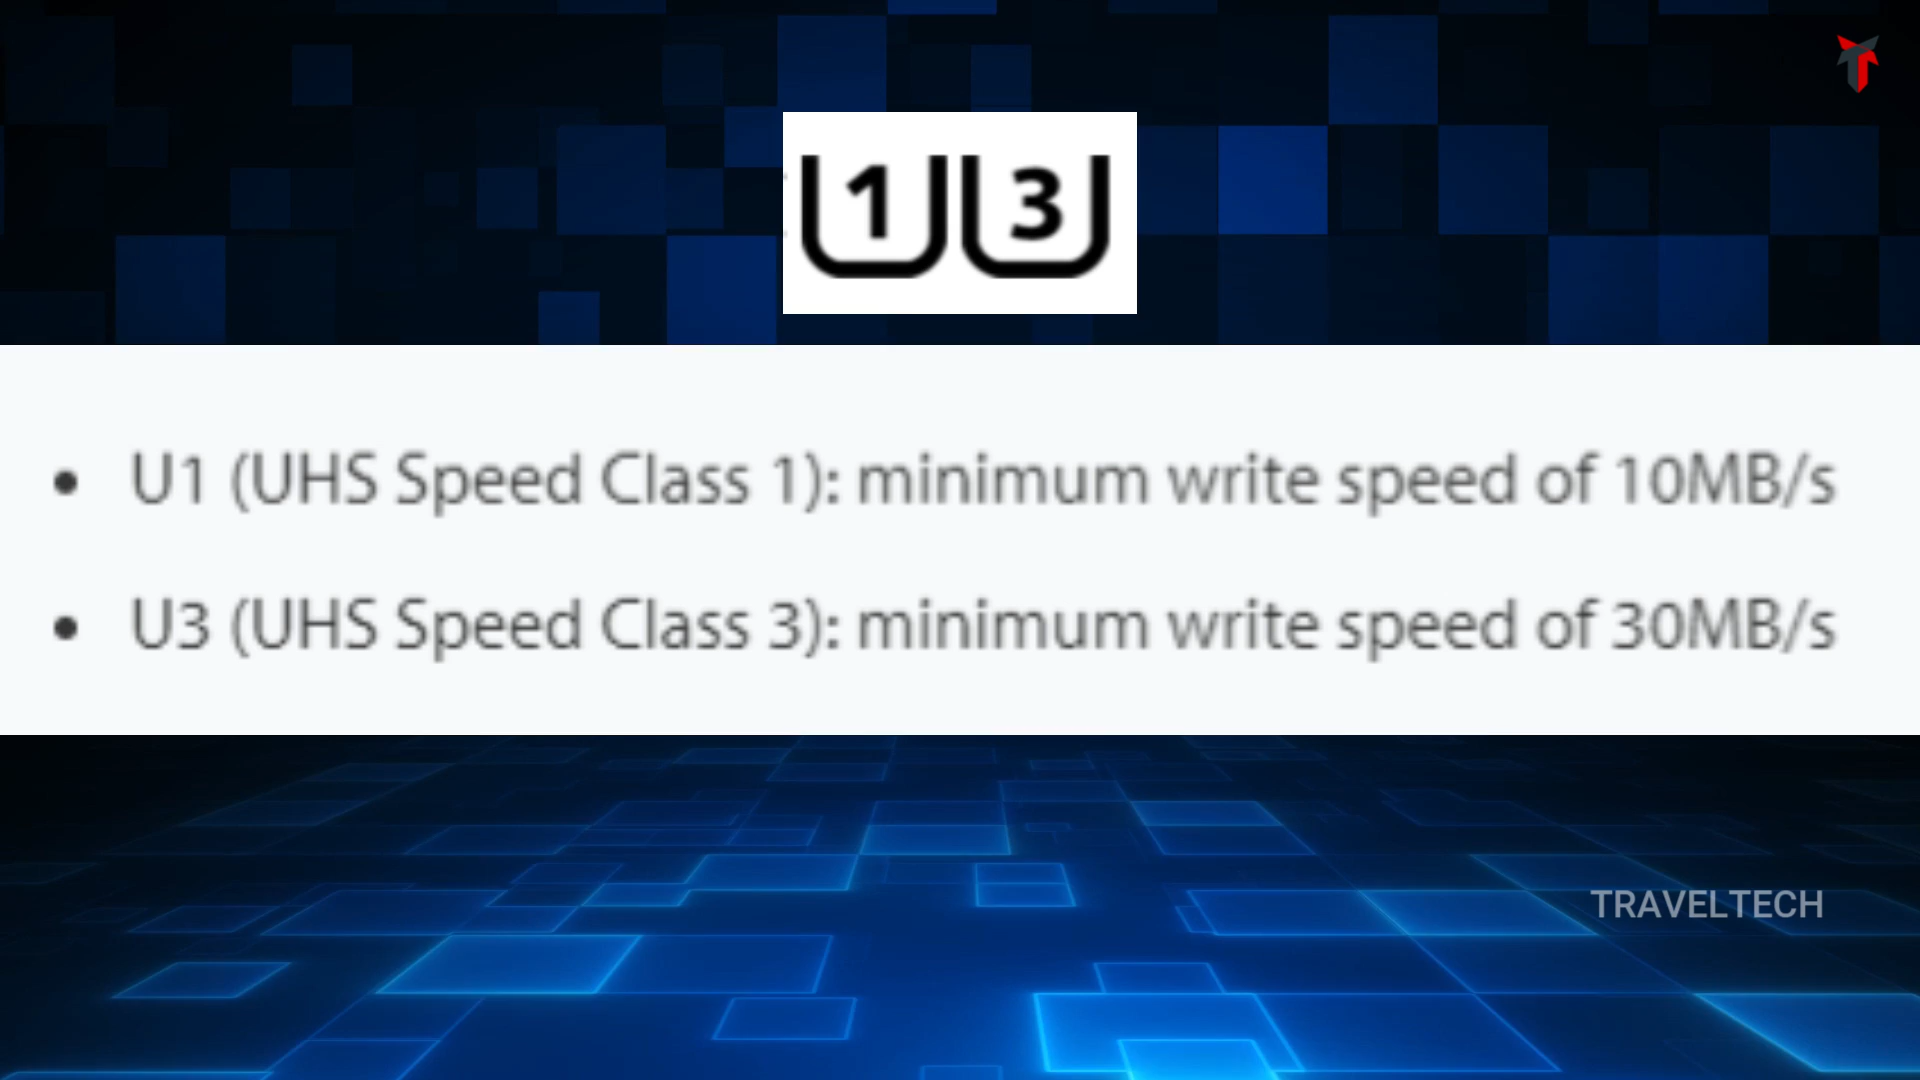 1 3
• U1 (UHS Speed Class 1): minimum write speed of 10MB/s
• U3 (UHS Speed Class 3): minimum write speed of 30MB/s
TRAVELTECH